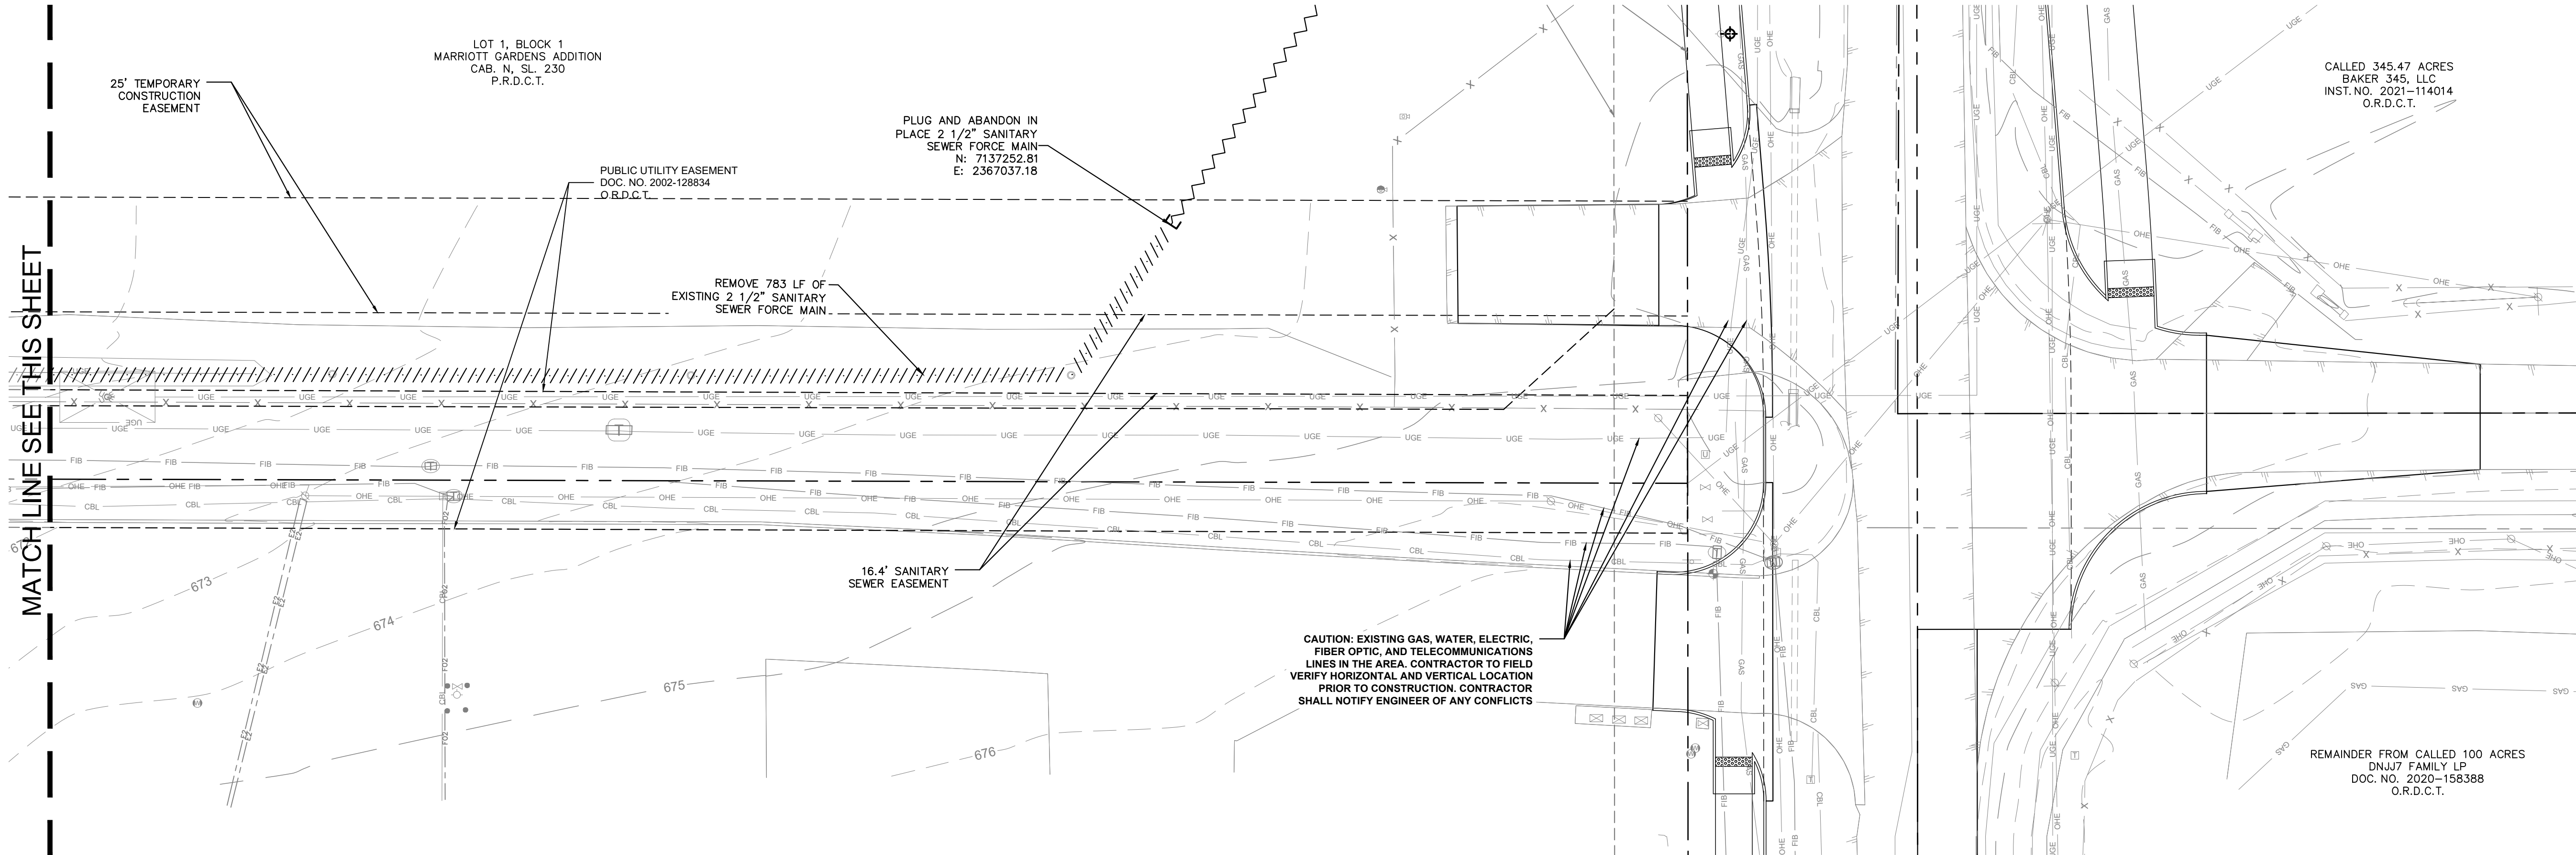 MATCH LINE SEE THIS SHEET
LOT 1, BLOCK 1
MARRIOTT GARDENS ADDITION
CAB. N, SL. 230
P.R.D.C.T.
25' TEMPORARY
CONSTRUCTION
EASEMENT
PUBLIC UTILITY EASEMENT
DOC. NO. 2002-128834
O.R.D.C.T.
PLUG AND ABANDON IN
PLACE 2 1/2" SANITARY
SEWER FORCE MAIN
N: 7137252.81
E: 2367037.18
REMOVE 783 LF OF
EXISTING 2 1/2" SANITARY
SEWER FORCE MAIN
16.4' SANITARY
SEWER EASEMENT
CAUTION: EXISTING GAS, WATER, ELECTRIC,
FIBER OPTIC, AND TELECOMMUNICATIONS
LINES IN THE AREA. CONTRACTOR TO FIELD
VERIFY HORIZONTAL AND VERTICAL LOCATION
PRIOR TO CONSTRUCTION. CONTRACTOR
SHALL NOTIFY ENGINEER OF ANY CONFLICTS
CALLED 345.47 ACRES
BAKER 345, LLC
INST. NO. 2021-114014
O.R.D.C.T.
REMAINDER FROM CALLED 100 ACRES
DNJJ7 FAMILY LP
DOC. NO. 2020-158388
O.R.D.C.T.
673
674
675
676
UGE
FIB
OHE
CBL
GAS
E2
F02